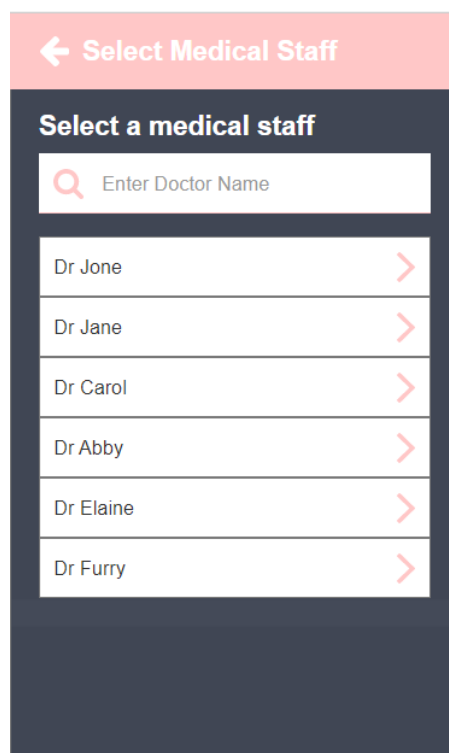 Select Medical Staff
Select a medical staff
Enter Doctor Name
Dr Jone
Dr Jane
Dr Carol
Dr Abby
Dr Elaine
Dr Furry